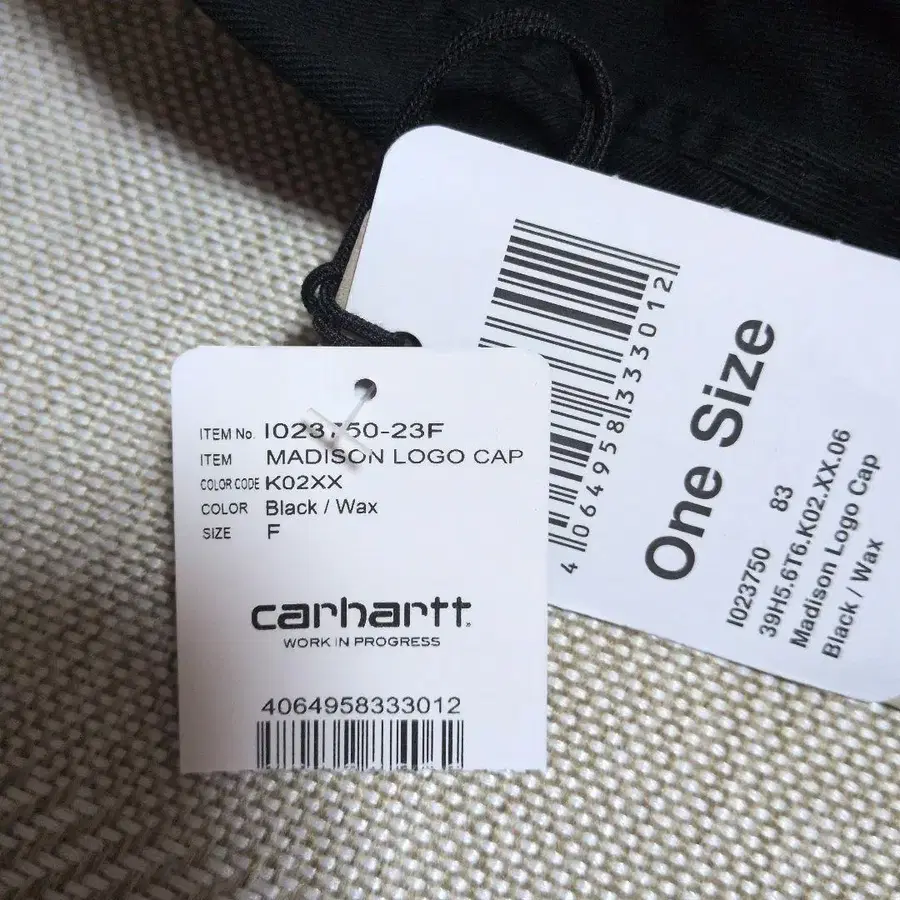 ITEM No. I023750-23F
ITEM MADISON LOGO CAP
COLOR CODE K02XX
COLOR Black / Wax
SIZE F
carhartt.
WORK IN PROGRESS
4064958333012
4 064958 333012
One Size
I023750 83
39H5.6T6.K02.XX.06
Madison Logo Cap
Black / Wax